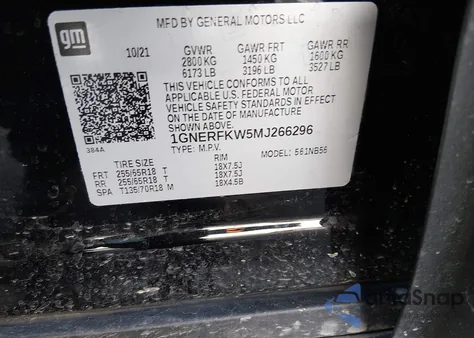 MFD BY GENERAL MOTORS LLC
gm
10/21 GVWR GAWR FRT GAWR RR
2800 KG 1450 KG 1600 KG
6173 LB 3196 LB 3527 LB
THIS VEHICLE CONFORMS TO ALL
APPLICABLE U.S. FEDERAL MOTOR
VEHICLE SAFETY STANDARDS IN EFFECT
ON THE DATE OF MANUFACTURE SHOWN ABOVE.
384A
1GNERFKW5MJ266296
TYPE: M.P.V. MODEL: 561NB56
TIRE SIZE RIM
FRT 255/65R18 T 18X7.5J
RR 255/65R18 T 18X7.5J
SPA T135/70R18 M 18X4.5B
AutoSnap